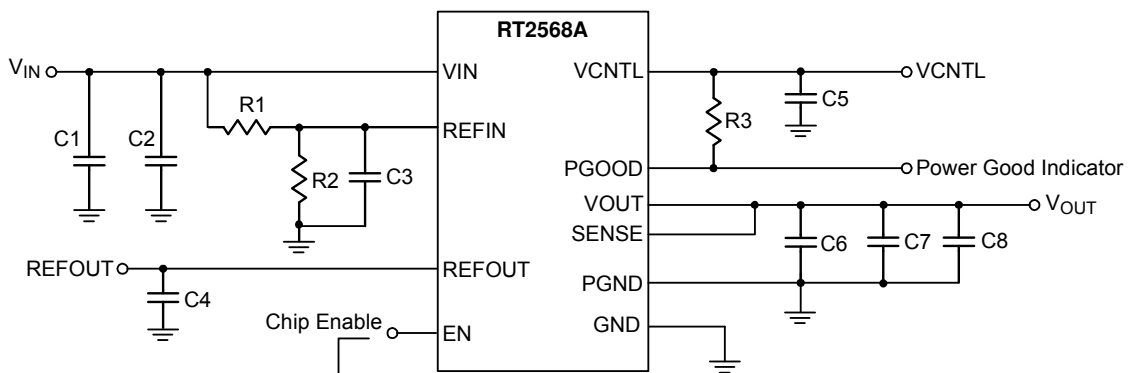 RT2568A
VIN
VIN
VCNTL
VCNTL
R1
C5
C1
C2
REFIN
R3
R2
C3
PGOOD
Power Good Indicator
VOUT
VOUT
SENSE
C6
C7
C8
REFOUT
REFOUT
PGND
C4
Chip Enable
EN
GND